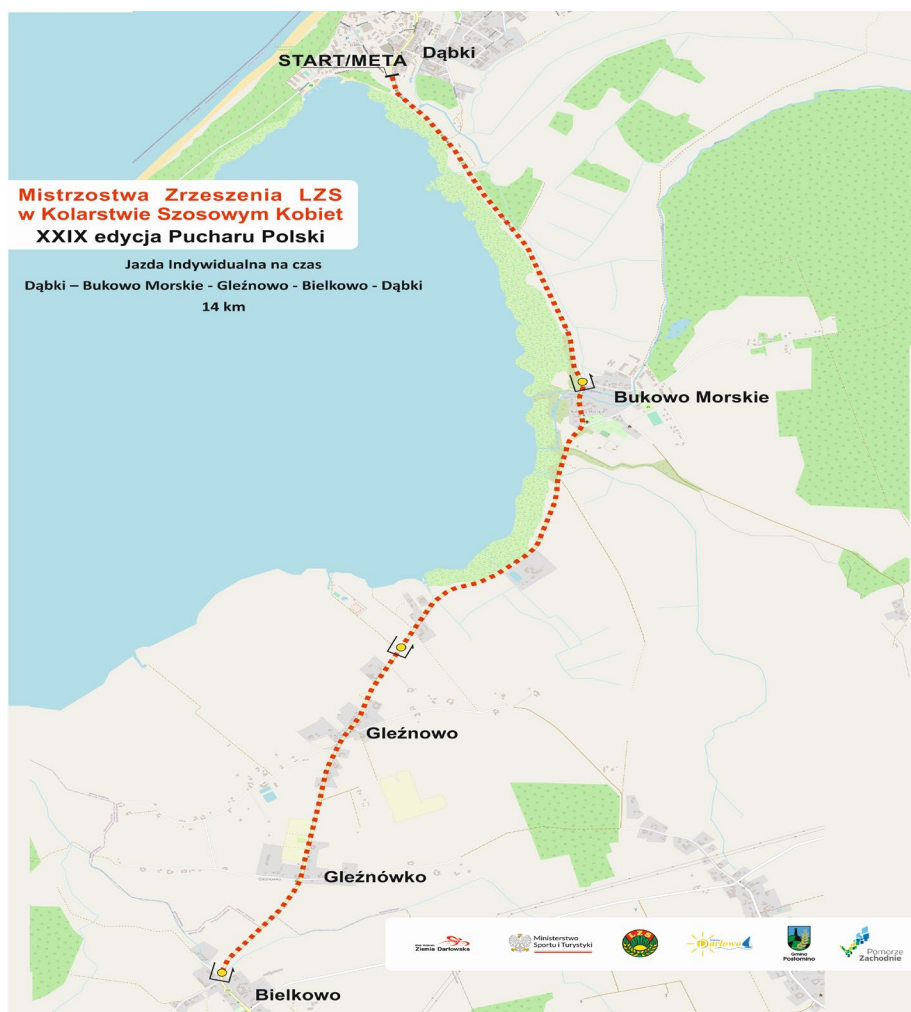 Dąbki
START/META
Mistrzostwa Zrzeszenia LZS
w Kolarstwie Szosowym Kobiet
XXIX edycja Pucharu Polski
Jazda Indywidualna na czas
Dąbki – Bukowo Morskie - Gleźnowo - Bielkowo - Dąbki
14 km
Bukowo Morskie
Gleźnowo
Gleźnówko
Bielkowo
Ziemia Darłowska
Ministerstwo
Sportu i Turystyki
LZS
Darłowo
Gmina
Postomino
Pomorze
Zachodnie